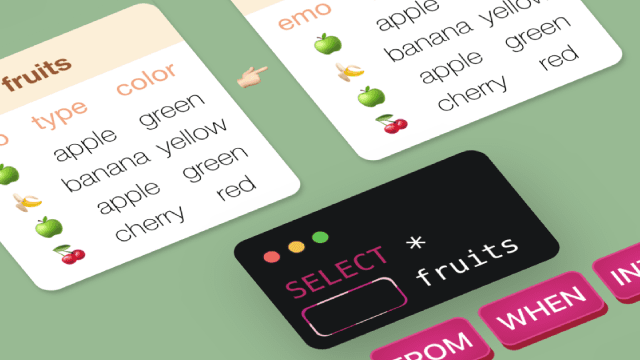 fruits
type color
apple green
banana yellow
apple green
cherry red
emo
apple
banana yellow
apple green
cherry red
SELECT *
fruits
FROM WHEN